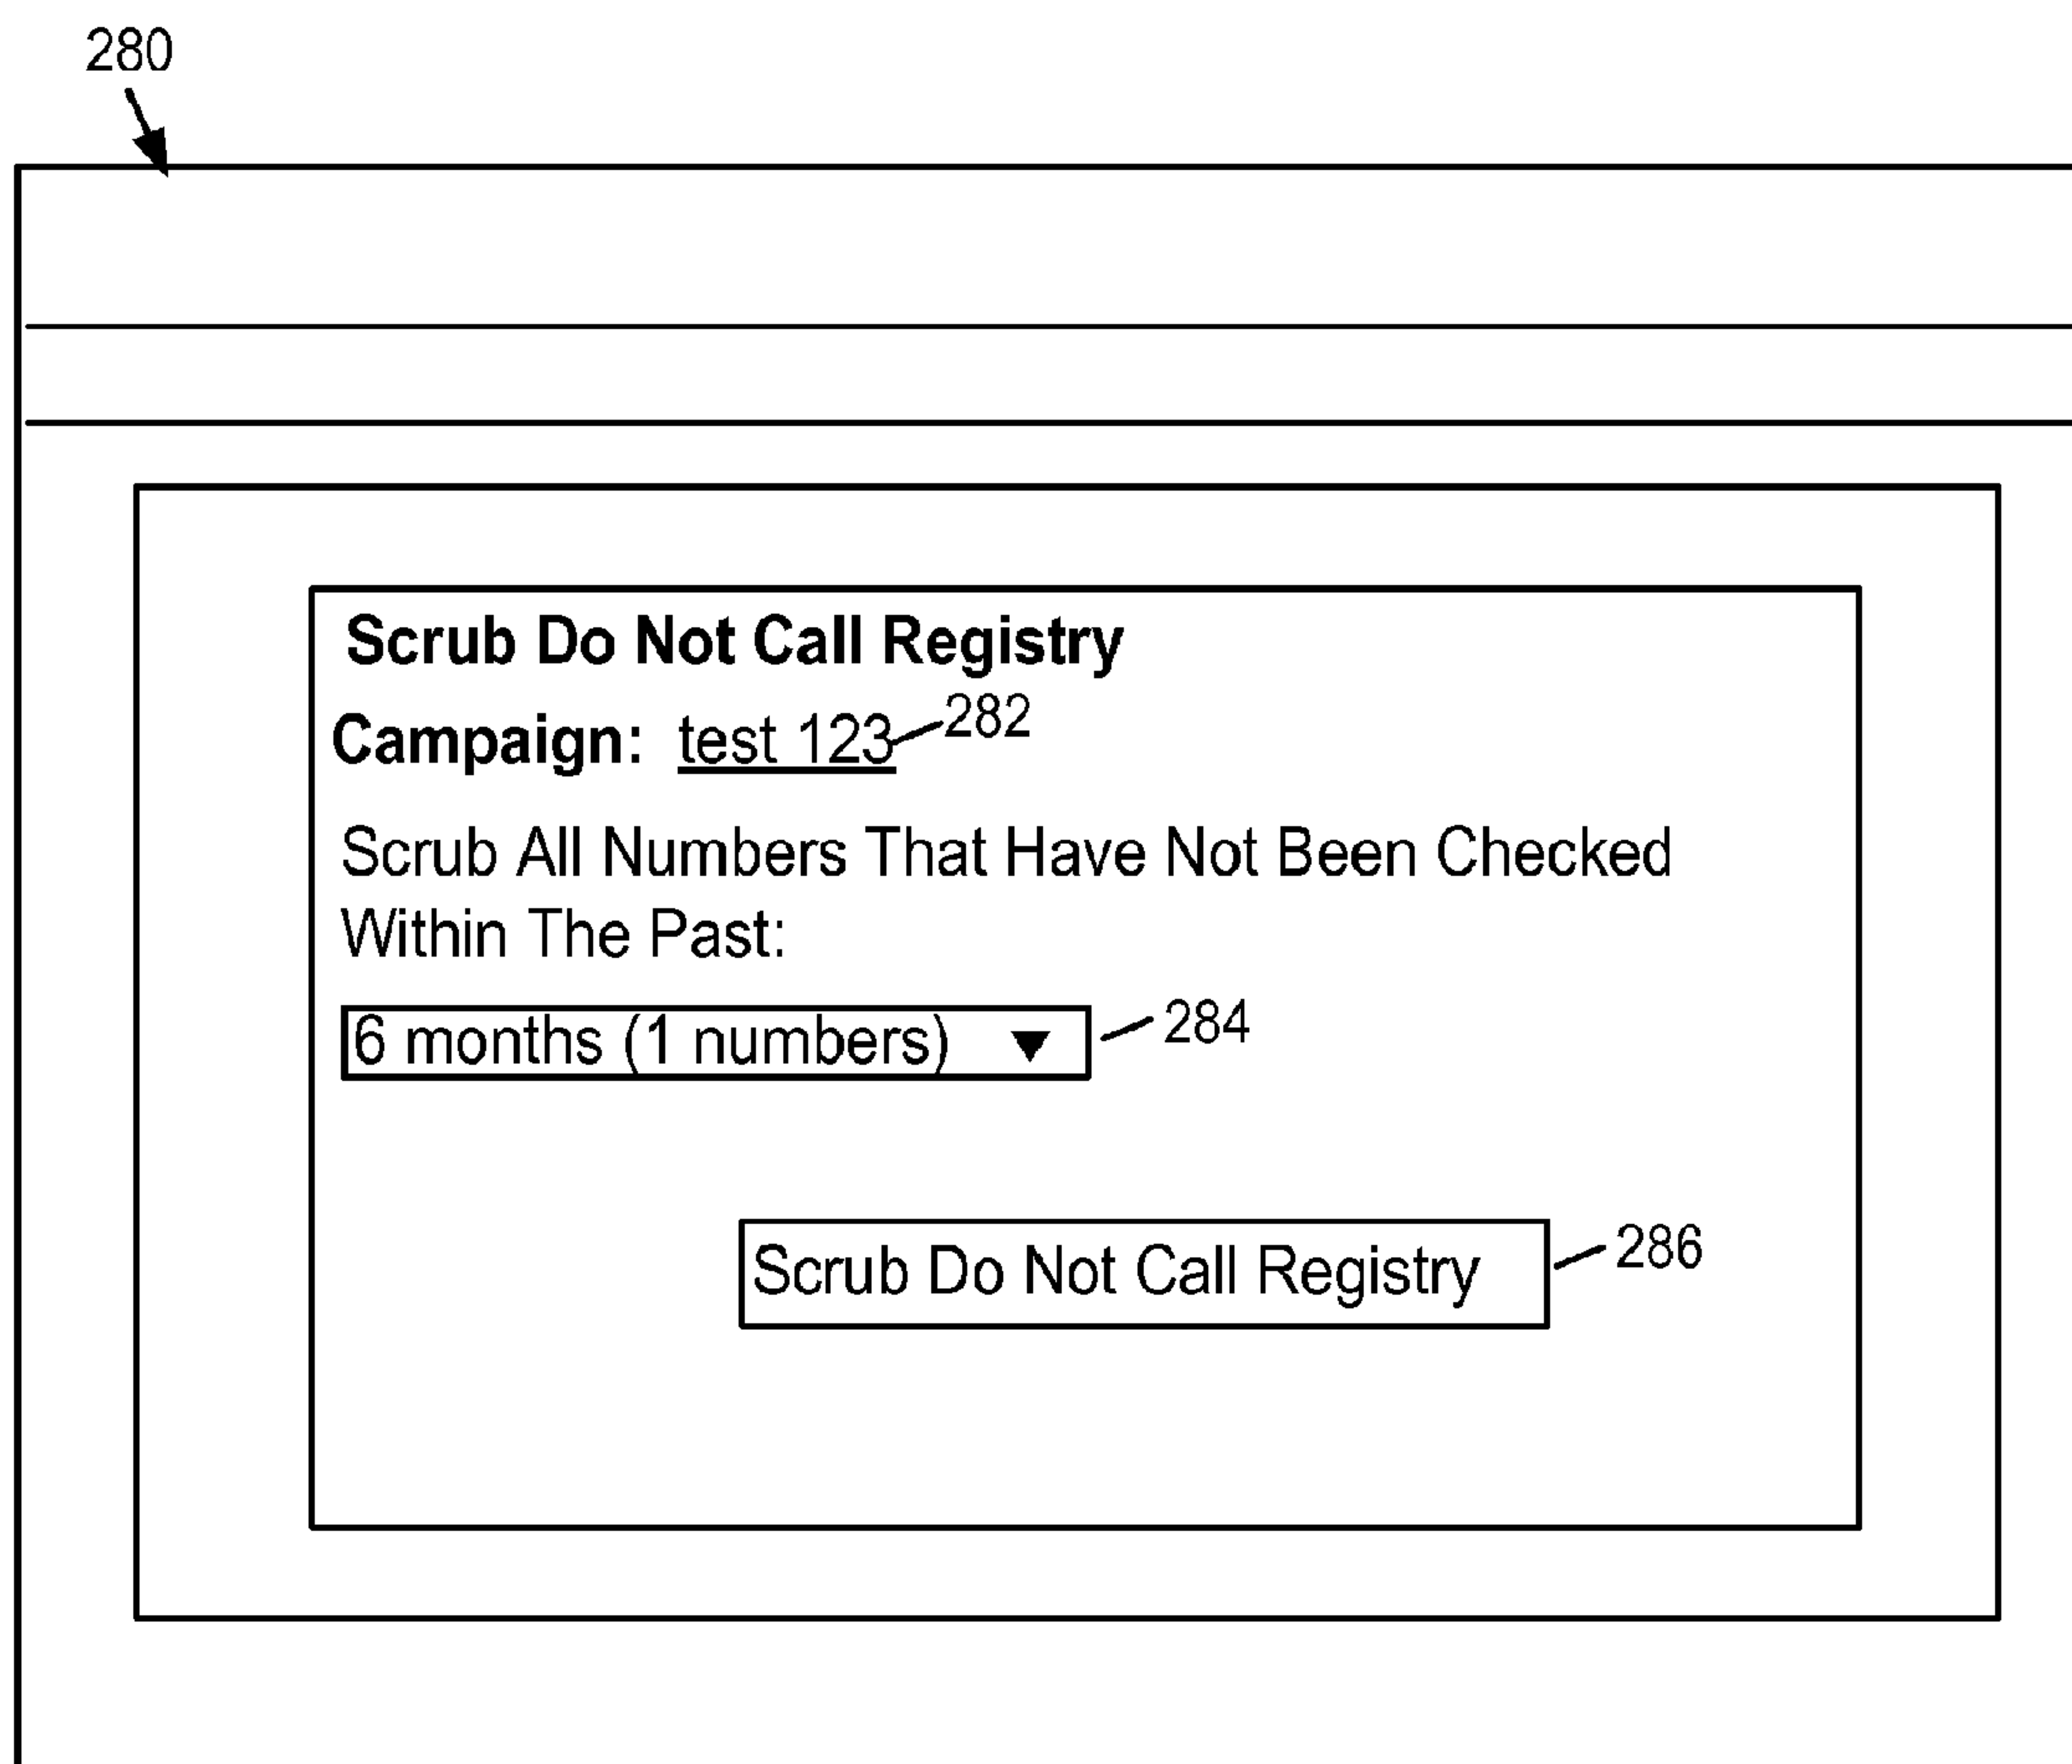 280
Scrub Do Not Call Registry
Campaign: test 123 282
Scrub All Numbers That Have Not Been Checked
Within The Past:
6 months (1 numbers) 284
Scrub Do Not Call Registry 286